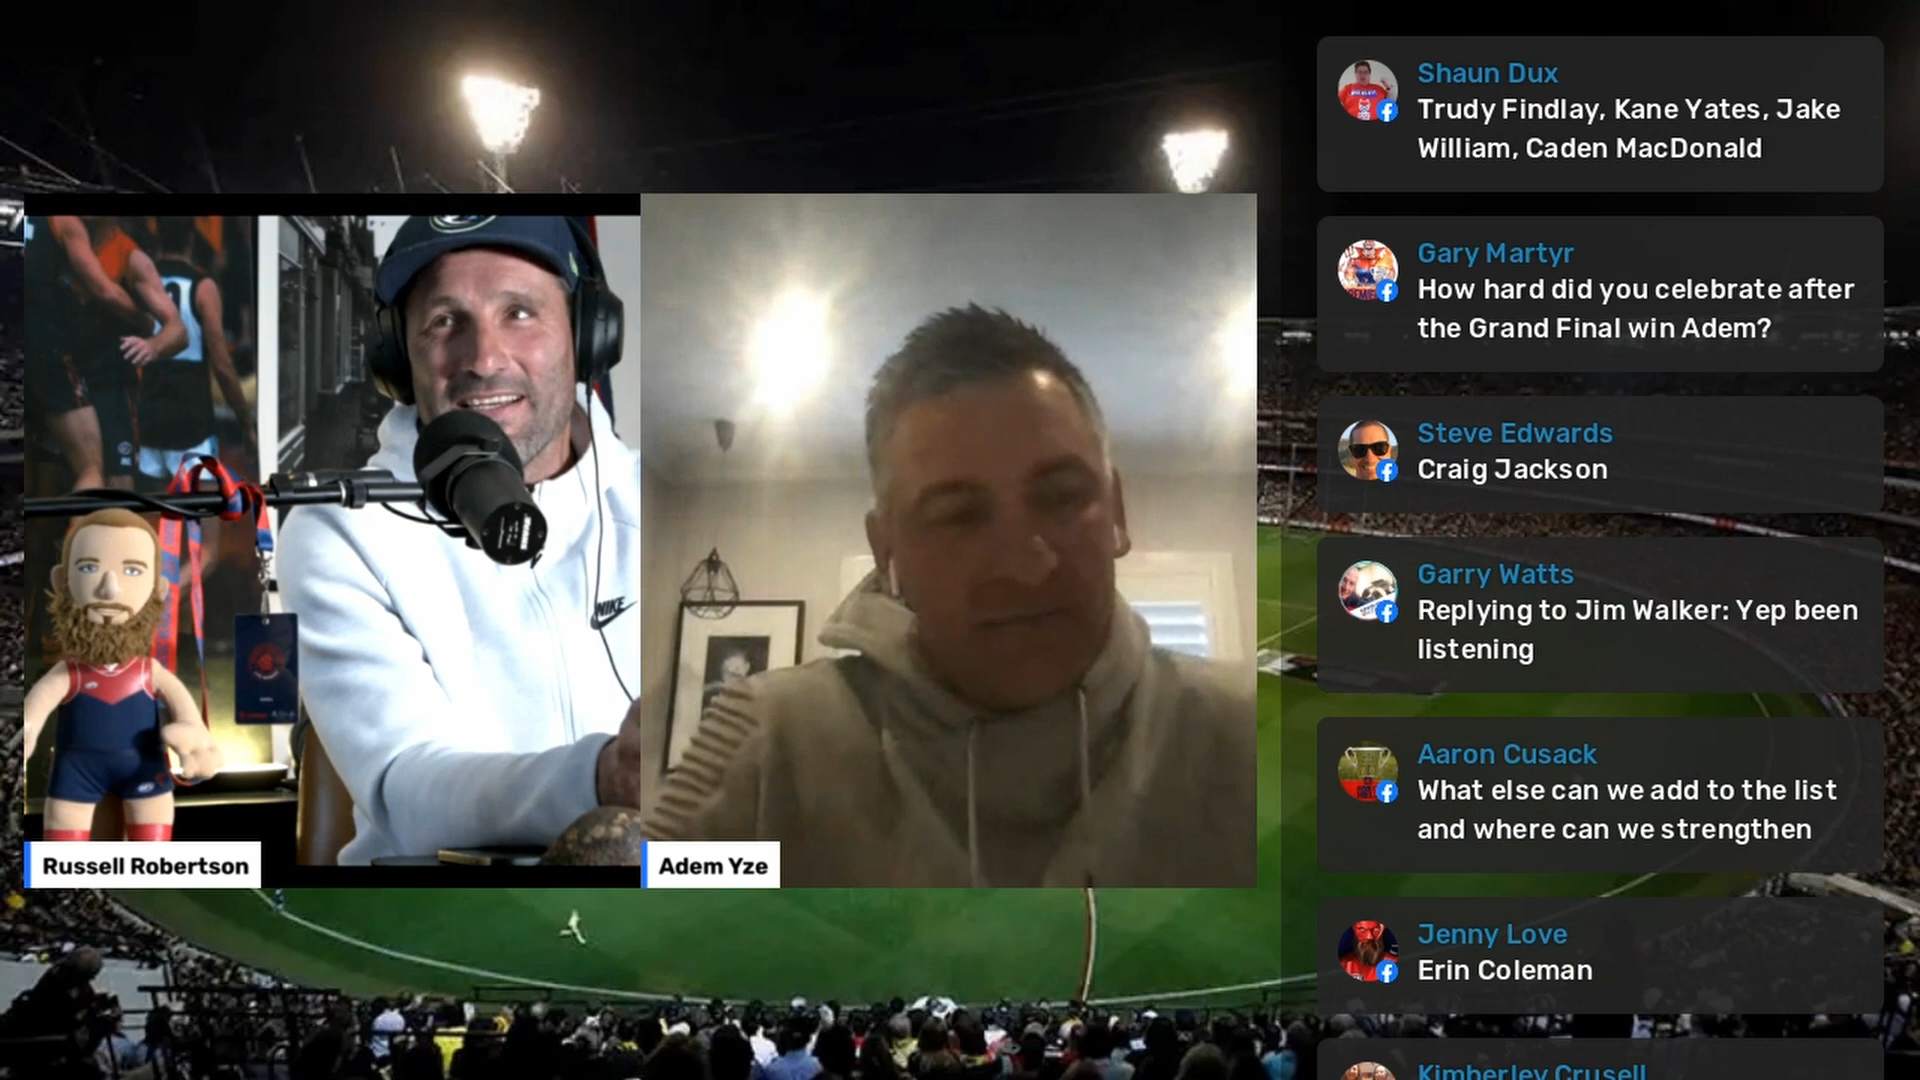 Shaun Dux
Trudy Findlay, Kane Yates, Jake
William, Caden MacDonald
Gary Martyr
How hard did you celebrate after
the Grand Final win Adem?
Steve Edwards
Craig Jackson
Garry Watts
Replying to Jim Walker: Yep been
listening
Aaron Cusack
What else can we add to the list
and where can we strengthen
Jenny Love
Erin Coleman
Kimberley Crusell
NIKE
Russell Robertson
Adem Yze